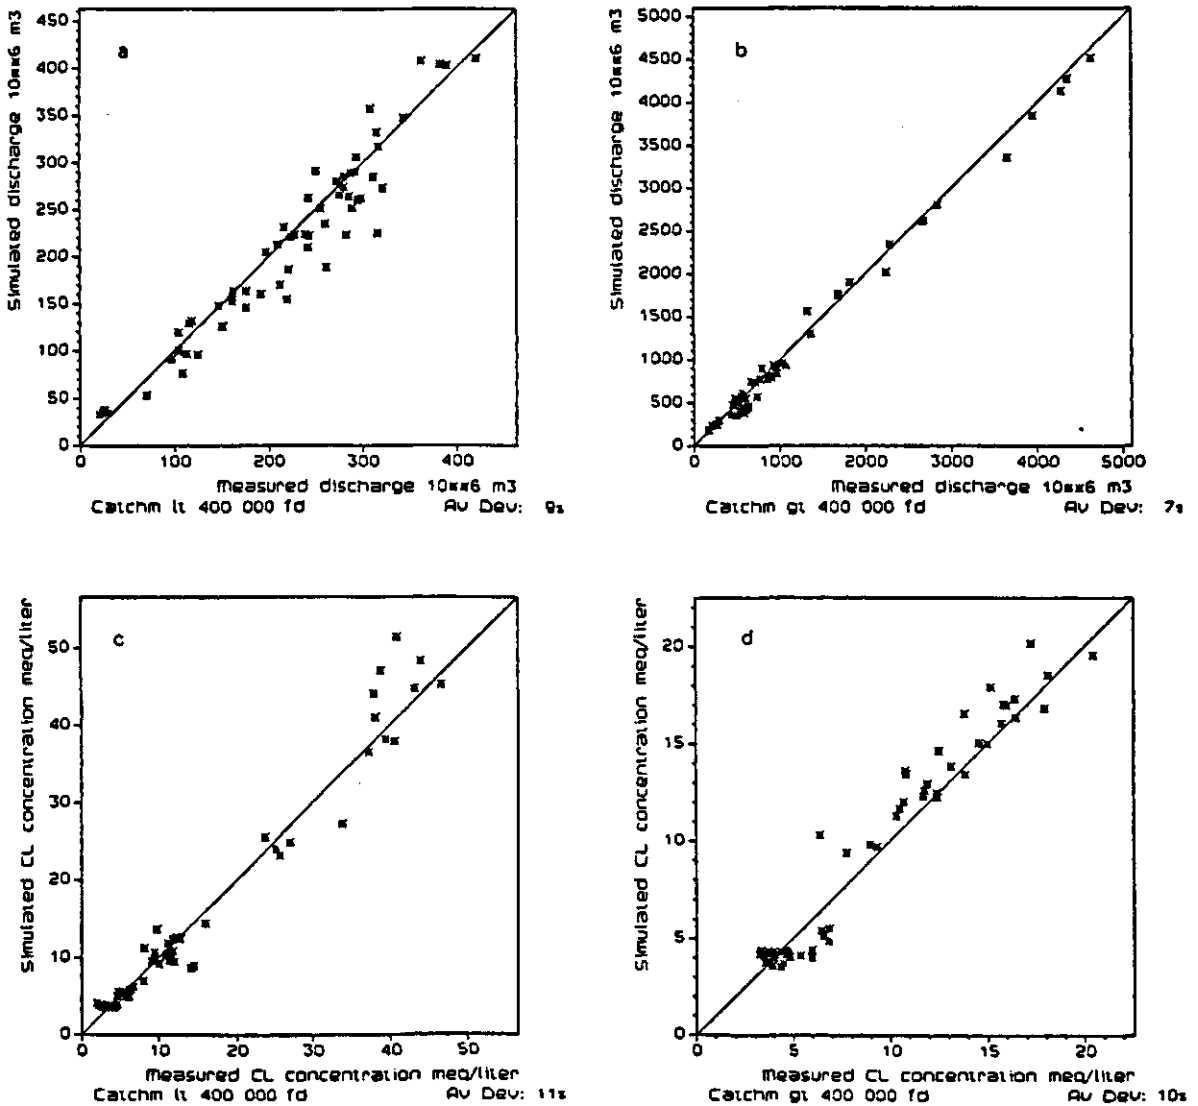 a
Simulated discharge 10**6 m3
450
400
350
300
250
200
150
100
50
0
0 100 200 300 400
Measured discharge 10**6 m3
Catchm lt 400 000 fd Av Dev: 9%
b
Simulated discharge 10**6 m3
5000
4500
4000
3500
3000
2500
2000
1500
1000
500
0
0 1000 2000 3000 4000 5000
Measured discharge 10**6 m3
Catchm gt 400 000 fd Av Dev: 7%
c
Simulated CL concentration meq/liter
50
40
30
20
10
0
0 10 20 30 40 50
Measured CL concentration meq/liter
Catchm lt 400 000 fd Av Dev: 11%
d
Simulated CL concentration meq/liter
20
15
10
5
0
0 5 10 15 20
Measured CL concentration meq/liter
Catchm gt 400 000 fd Av Dev: 10%